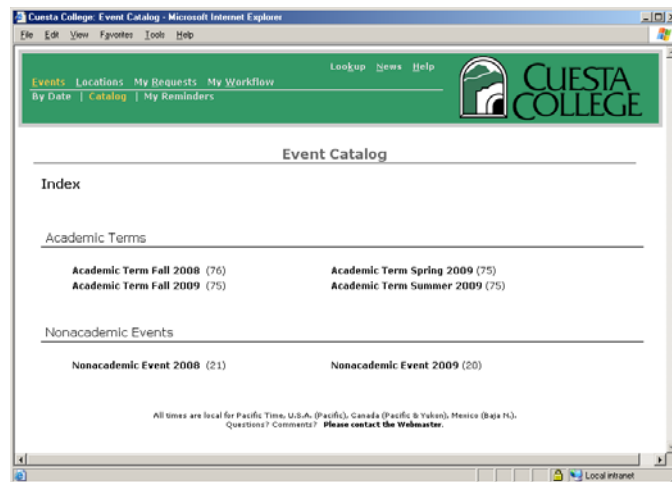 Cuesta College: Event Catalog - Microsoft Internet Explorer
File Edit View Favorites Tools Help
Lookup News Help
Events Locations My Requests My Workflow
By Date | Catalog | My Reminders
CUESTA
COLLEGE
Event Catalog
Index
Academic Terms
Academic Term Fall 2008 (76) Academic Term Spring 2009 (75)
Academic Term Fall 2009 (75) Academic Term Summer 2009 (75)
Nonacademic Events
Nonacademic Event 2008 (21) Nonacademic Event 2009 (20)
All times are local for Pacific Time, U.S.A. (Pacific), Canada (Pacific & Yukon), Mexico (Baja N.).
Questions? Comments? Please contact the Webmaster.
Local intranet